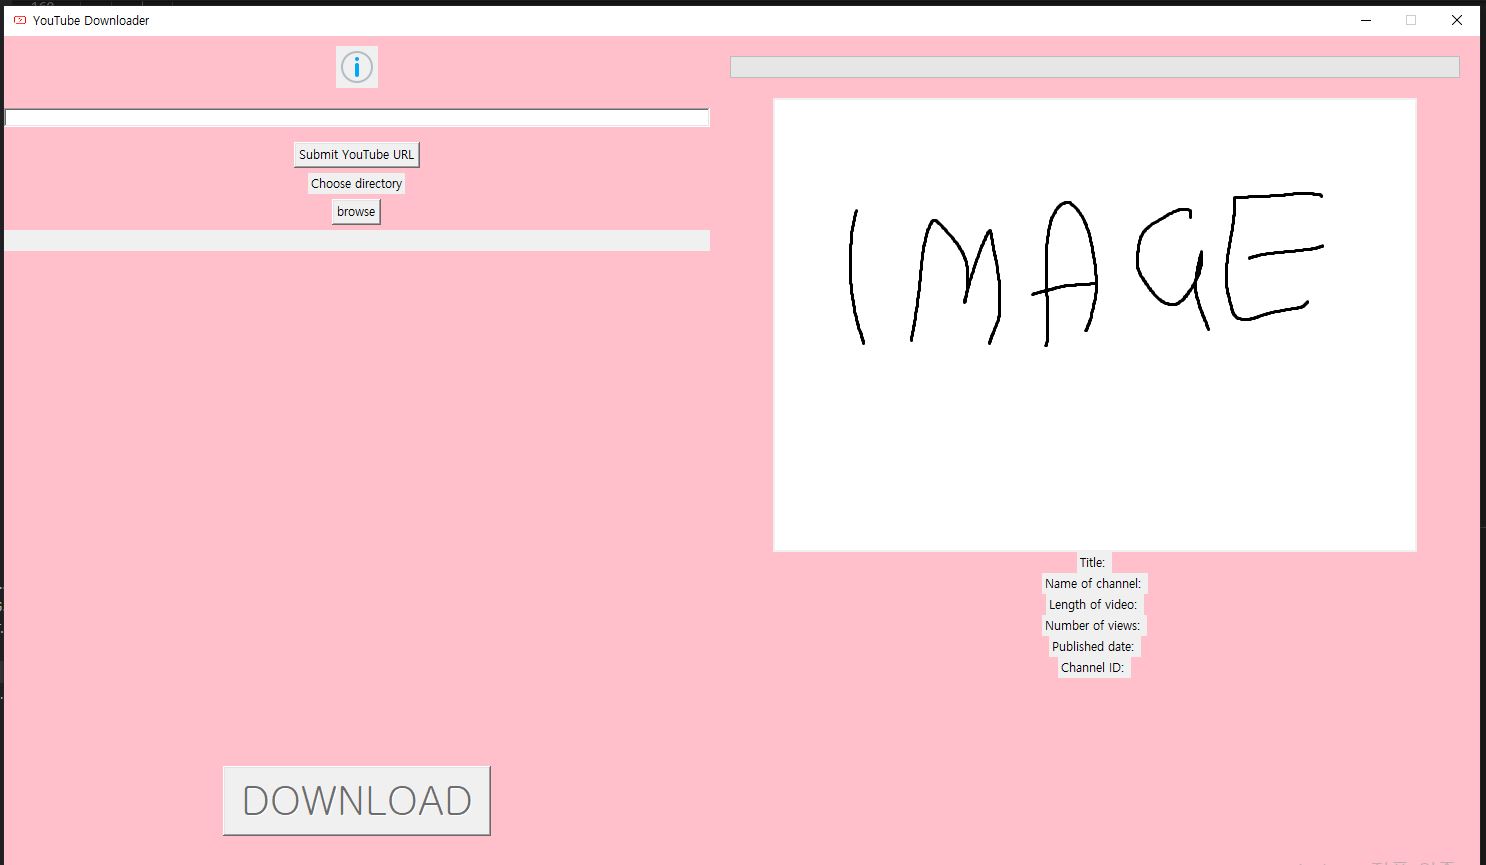 YouTube Downloader
Submit YouTube URL
Choose directory
browse
DOWNLOAD
IMAGE
Title:
Name of channel:
Length of video:
Number of views:
Published date:
Channel ID: